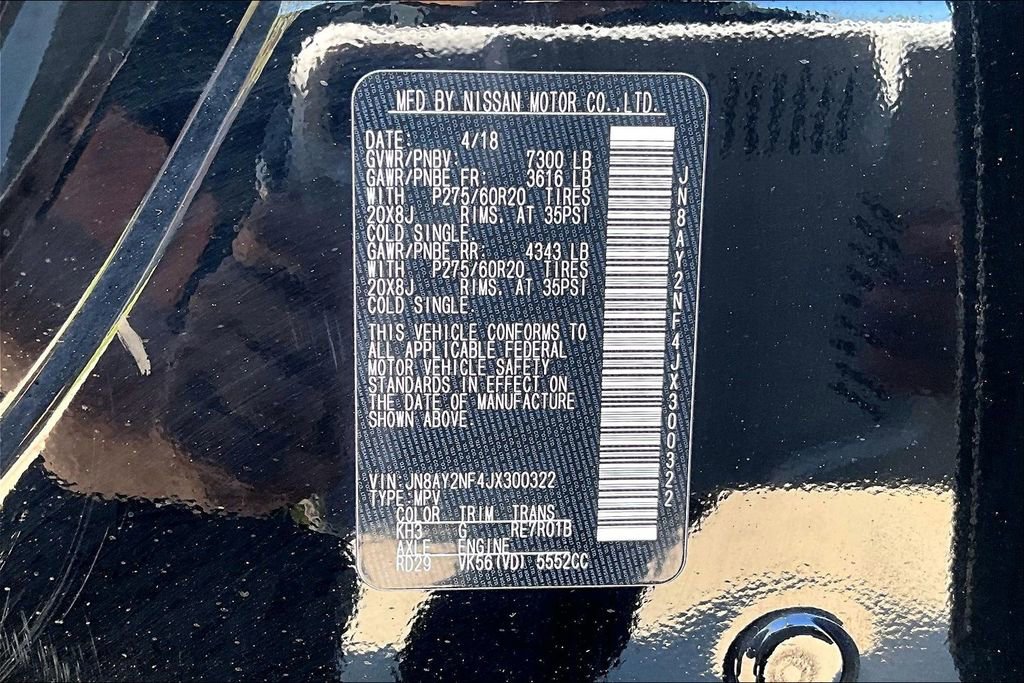 MFD BY NISSAN MOTOR CO.,LTD.
DATE: 4/18
GVWR/PNBV: 7300 LB
GAWR/PNBE FR: 3616 LB
WITH P275/60R20 TIRES
20X8J RIMS. AT 35PSI
COLD SINGLE.
GAWR/PNBE RR: 4343 LB
WITH P275/60R20 TIRES
20X8J RIMS. AT 35PSI
COLD SINGLE.
THIS VEHICLE CONFORMS TO
ALL APPLICABLE FEDERAL
MOTOR VEHICLE SAFETY
STANDARDS IN EFFECT ON
THE DATE OF MANUFACTURE
SHOWN ABOVE.
VIN:JN8AY2NF4JX300322
TYPE:MPV
COLOR TRIM TRANS
KH3 G RE7R01B
AXLE ENGINE
RD29 VK56(VD) 5552CC
JN8AY2NF4JX300322